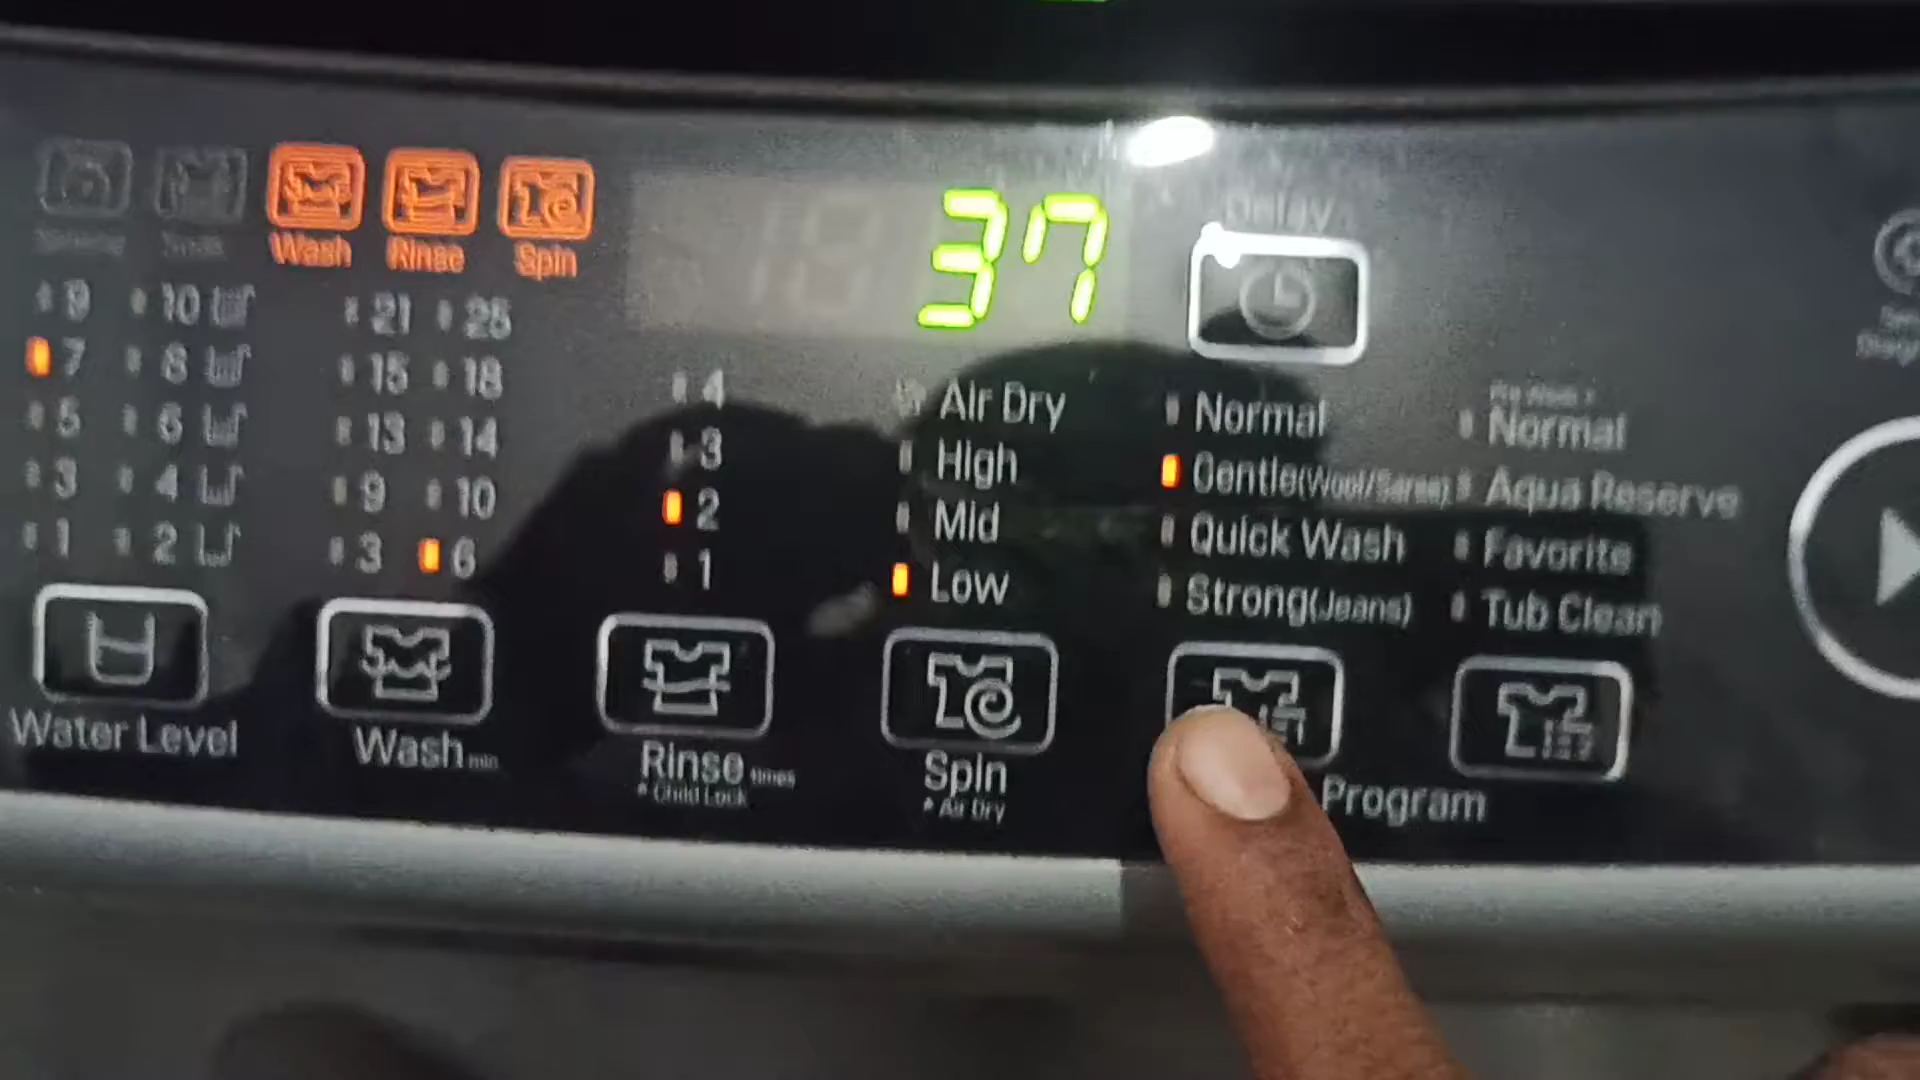 Wash Rinse Spin
37
Delay
9 10
7 8
5 6
3 4
1 2
Water Level
21 25
15 18
13 14
9 10
3 6
Wash min
4
3
2
1
Rinse times
* Child Lock
Air Dry
High
Mid
Low
Spin
* Air Dry
Normal
Gentle(Wool/Saree)
Quick Wash
Strong(Jeans)
Normal
Aqua Reserve
Favorite
Tub Clean
Program